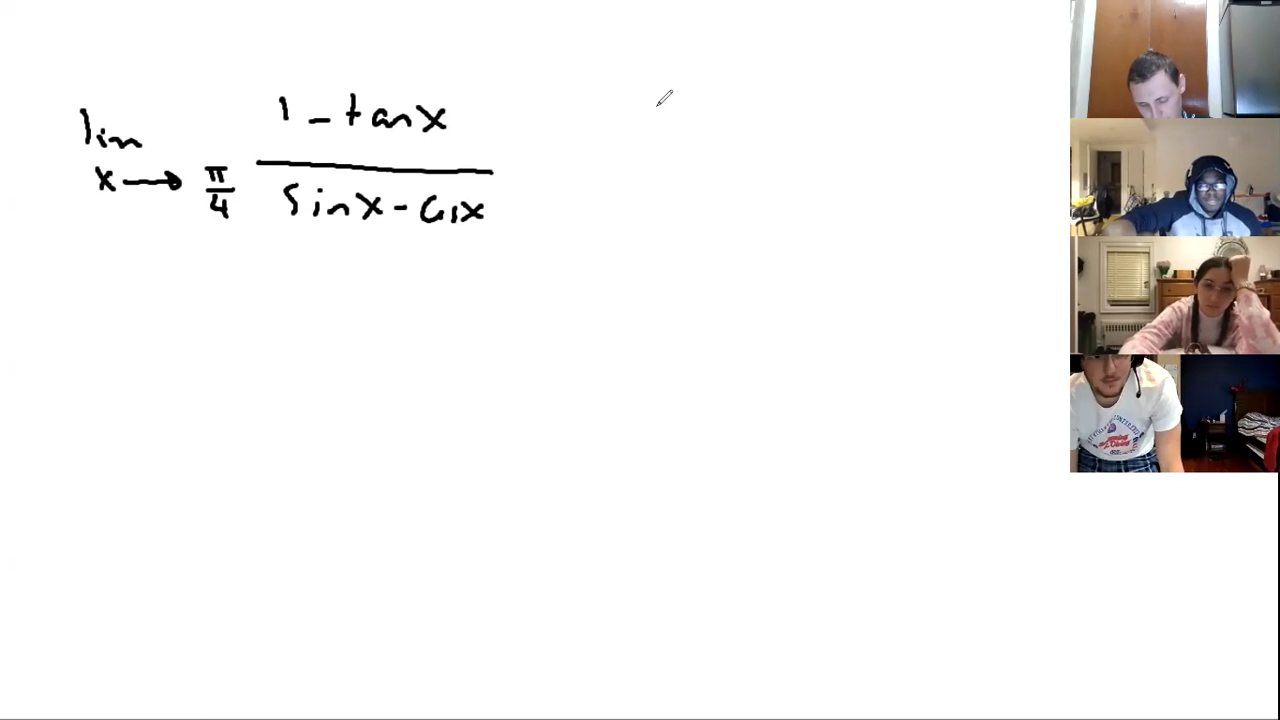 lim 1 - tanx
x → π/4 sinx - cosx